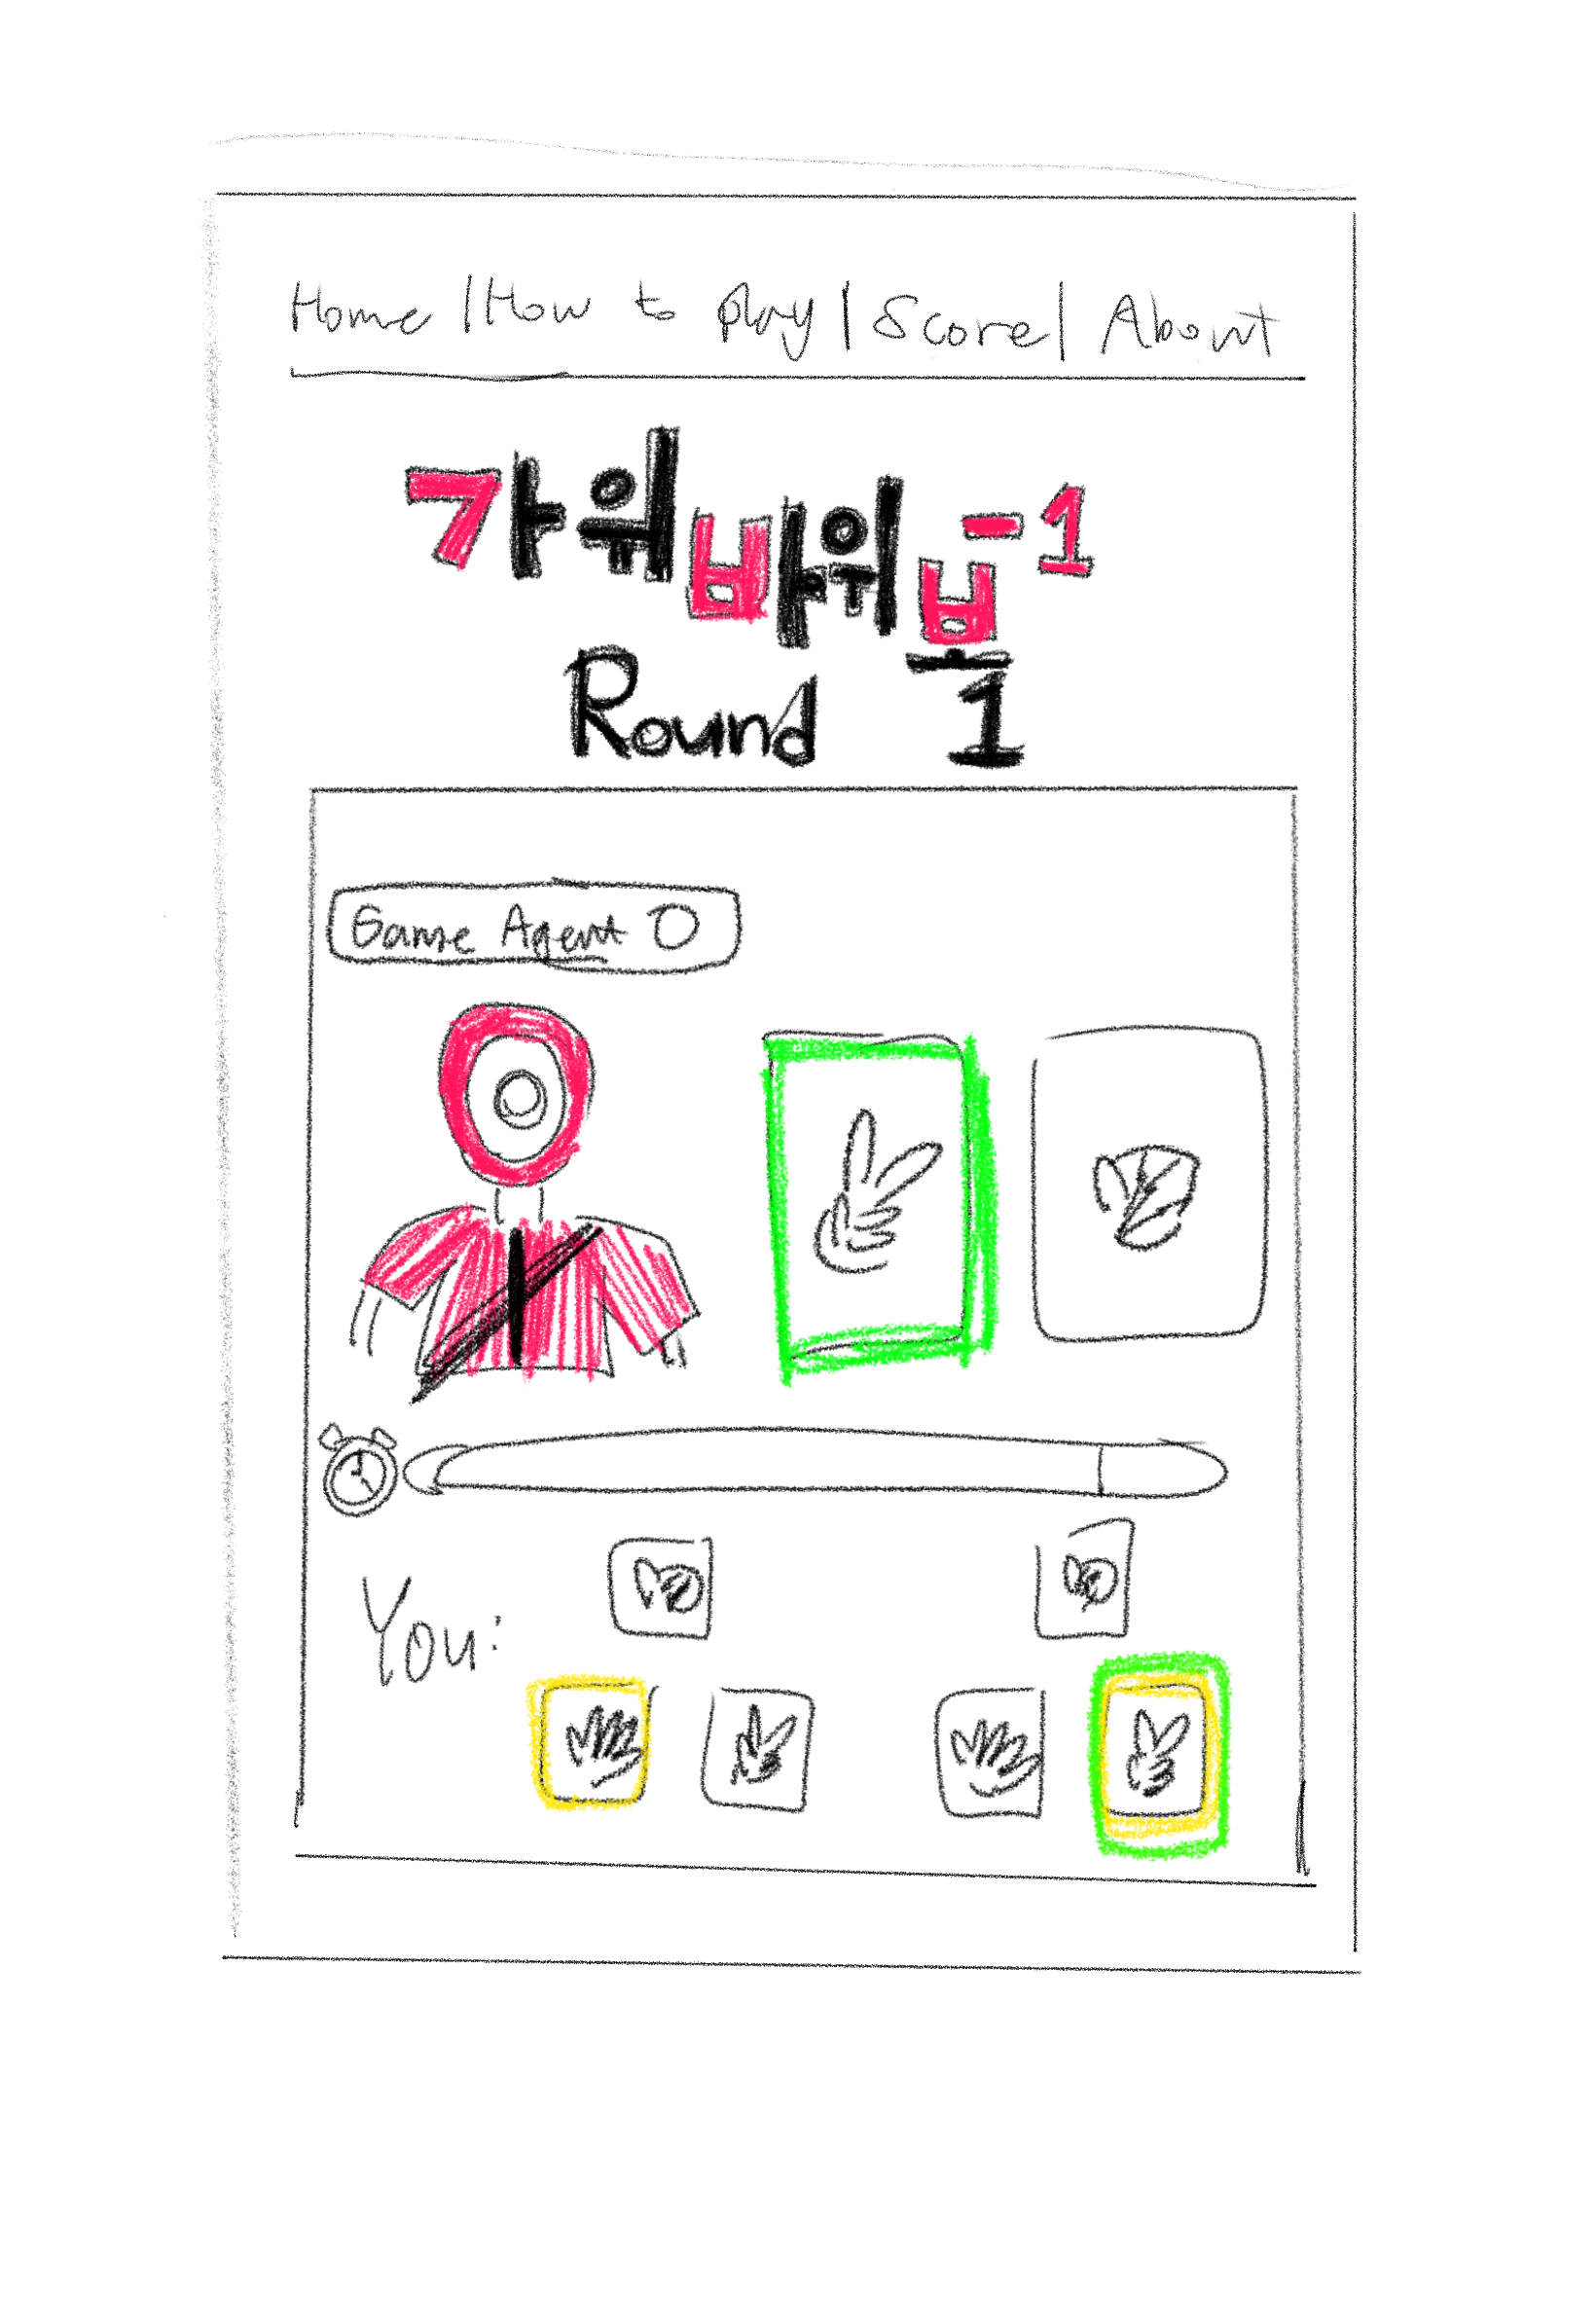 Home | How to play | Score | About
가위바위보 -1
Round 1
Game Agent O
You: